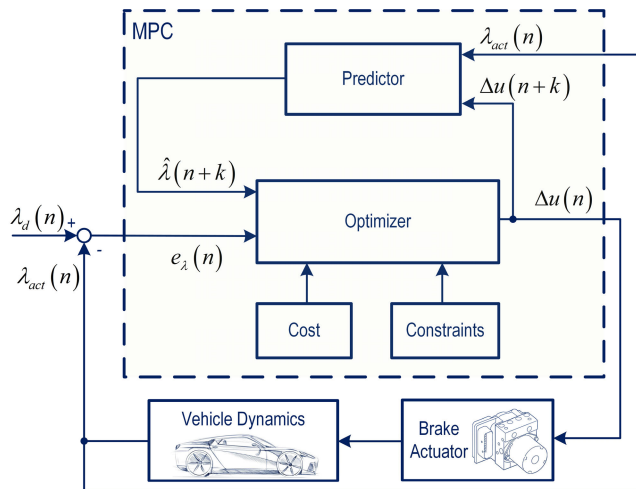 MPC
λ_act(n)
Predictor
Δu(n+k)
λ̂(n+k)
λ_d(n)
+
-
Optimizer
Δu(n)
λ_act(n)
e_λ(n)
Cost
Constraints
Vehicle Dynamics
Brake
Actuator